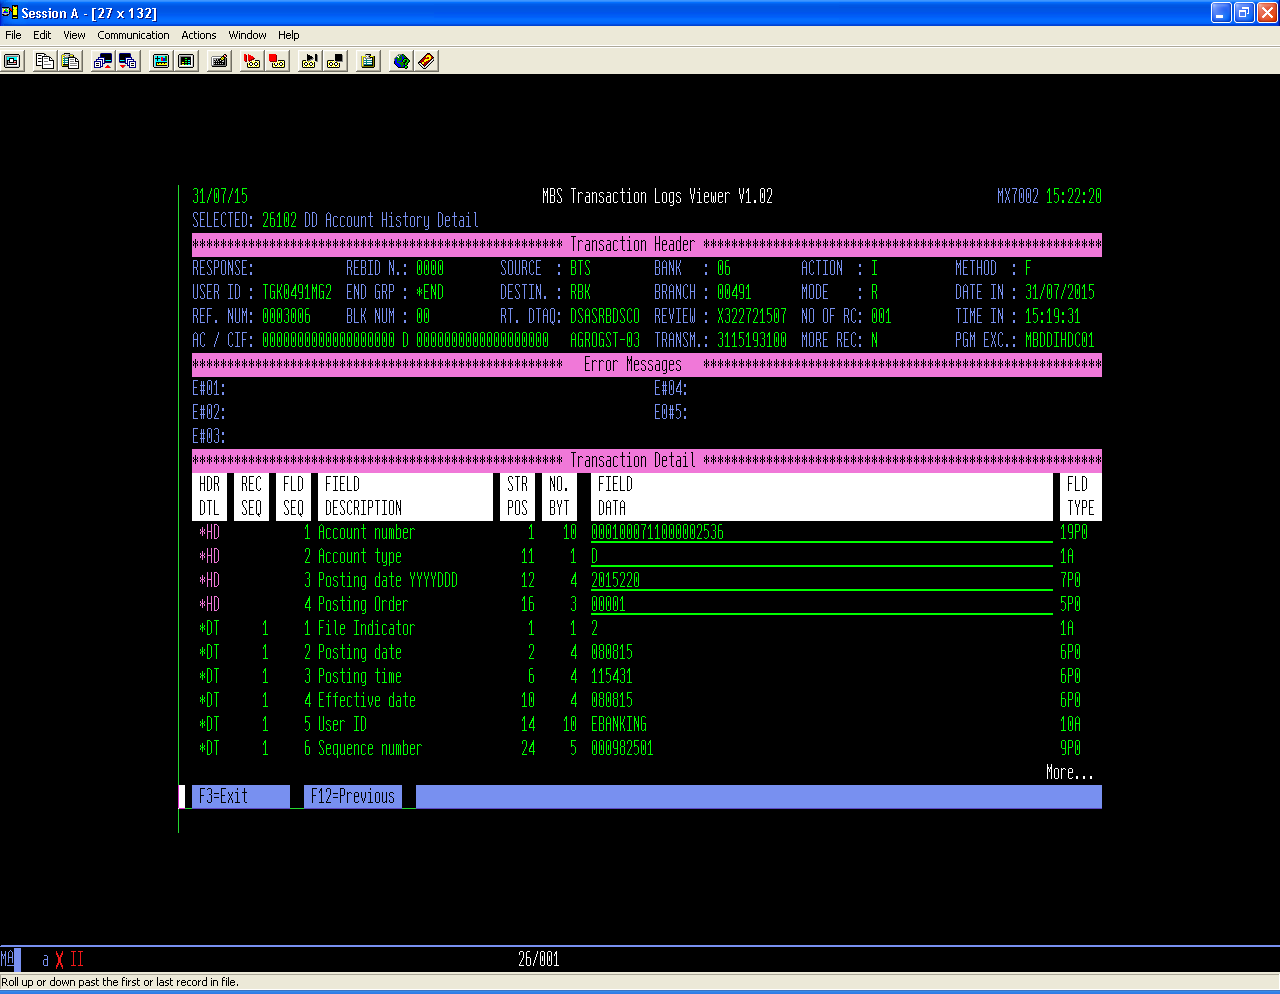 Session A - [27 x 132]
File Edit View Communication Actions Window Help
31/07/15 MBS Transaction Logs Viewer V1.02 MX7002 15:22:20
SELECTED: 26102 DD Account History Detail
***************************************************** Transaction Header *********************************************************
RESPONSE: REBID N.: 0000 SOURCE : BTS BANK : 06 ACTION : I METHOD : F
USER ID : TGK0491MG2 END GRP : *END DESTIN. : RBK BRANCH : 00491 MODE : R DATE IN : 31/07/2015
REF. NUM: 0003006 BLK NUM : 00 RT. DTAQ: DSASRBDSCO REVIEW : X322721507 NO OF RC: 001 TIME IN : 15:19:31
AC / CIF: 0000000000000000000 D 0000000000000000000 AGROGST-03 TRANSM.: 3115193100 MORE REC: N PGM EXC.: MBDDIHDC01
***************************************************** Error Messages *********************************************************
E#01: E#04:
E#02: E0#5:
E#03:
***************************************************** Transaction Detail *********************************************************
HDR REC FLD FIELD STR NO. FIELD FLD
DTL SEQ SEQ DESCRIPTION POS BYT DATA TYPE
*HD 1 Account number 1 10 0001000711000002536 19P0
*HD 2 Account type 11 1 D 1A
*HD 3 Posting date YYYYDDD 12 4 2015220 7P0
*HD 4 Posting Order 16 3 00001 5P0
*DT 1 1 File Indicator 1 1 2 1A
*DT 1 2 Posting date 2 4 080815 6P0
*DT 1 3 Posting time 6 4 115431 6P0
*DT 1 4 Effective date 10 4 080815 6P0
*DT 1 5 User ID 14 10 EBANKING 10A
*DT 1 6 Sequence number 24 5 000982501 9P0
More...
F3=Exit F12=Previous
MA a X II 26/001
Roll up or down past the first or last record in file.